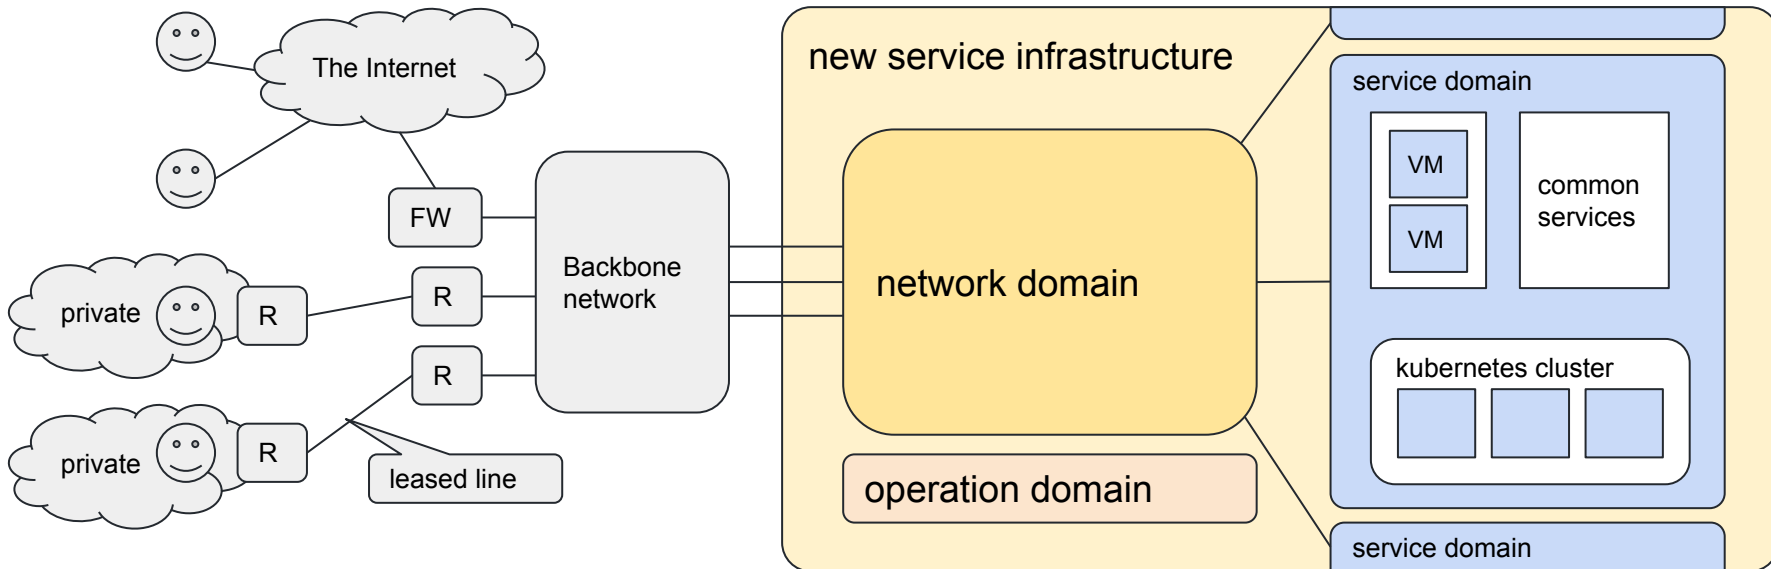 The Internet
new service infrastructure
service domain
VM
VM
common
services
FW
Backbone
network
network domain
private
R
R
R
private
R
leased line
kubernetes cluster
operation domain
service domain